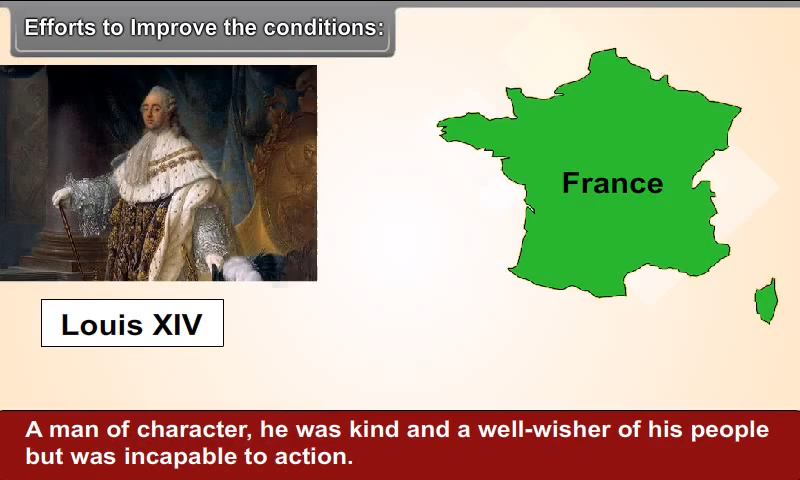 Efforts to Improve the conditions:
France
Louis XIV
A man of character, he was kind and a well-wisher of his people
but was incapable to action.